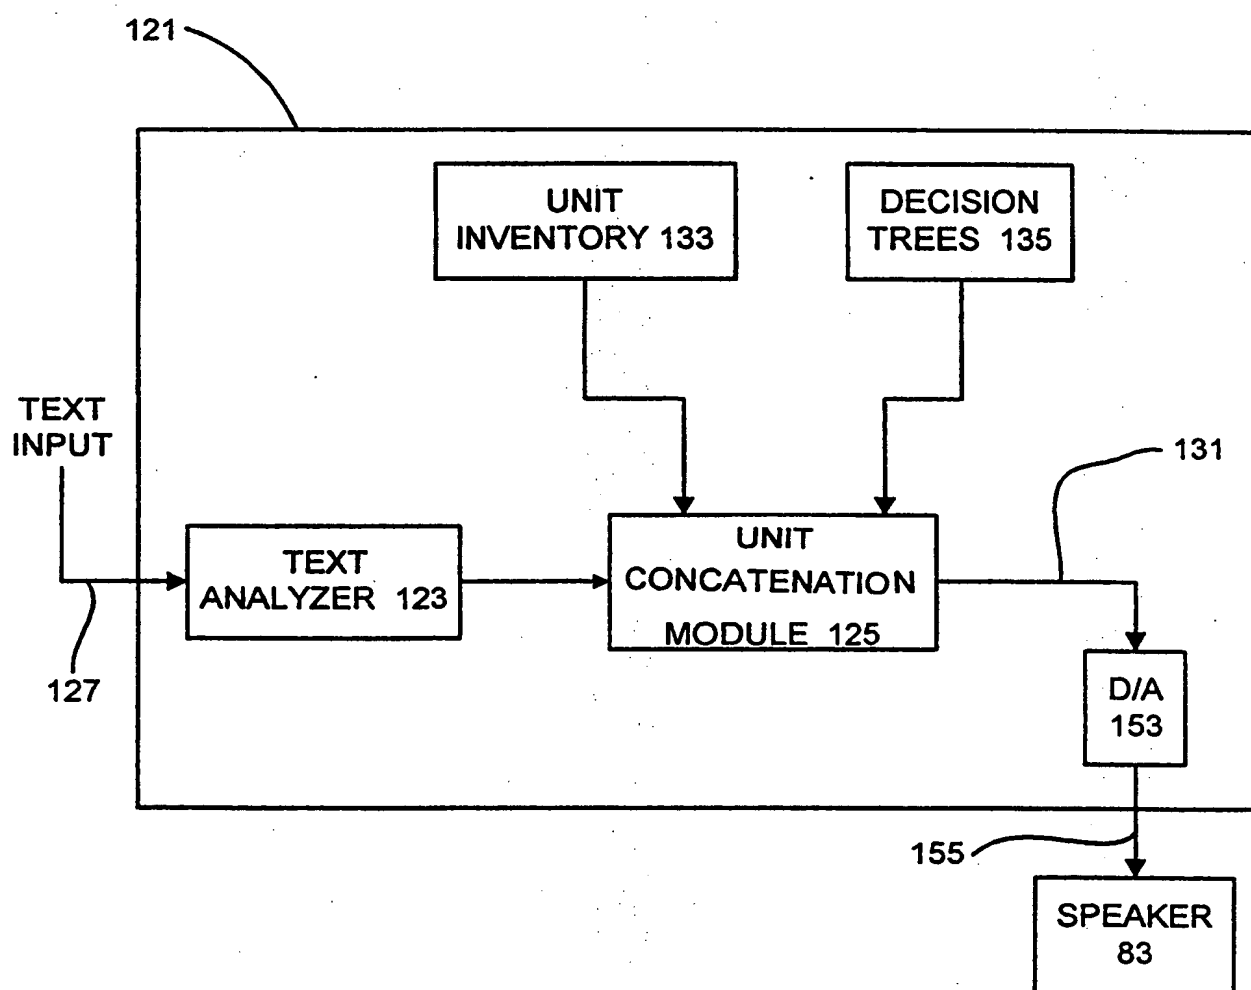 121
UNIT
INVENTORY 133
DECISION
TREES 135
TEXT
INPUT
131
TEXT
ANALYZER 123
UNIT
CONCATENATION
MODULE 125
127
D/A
153
155
SPEAKER
83